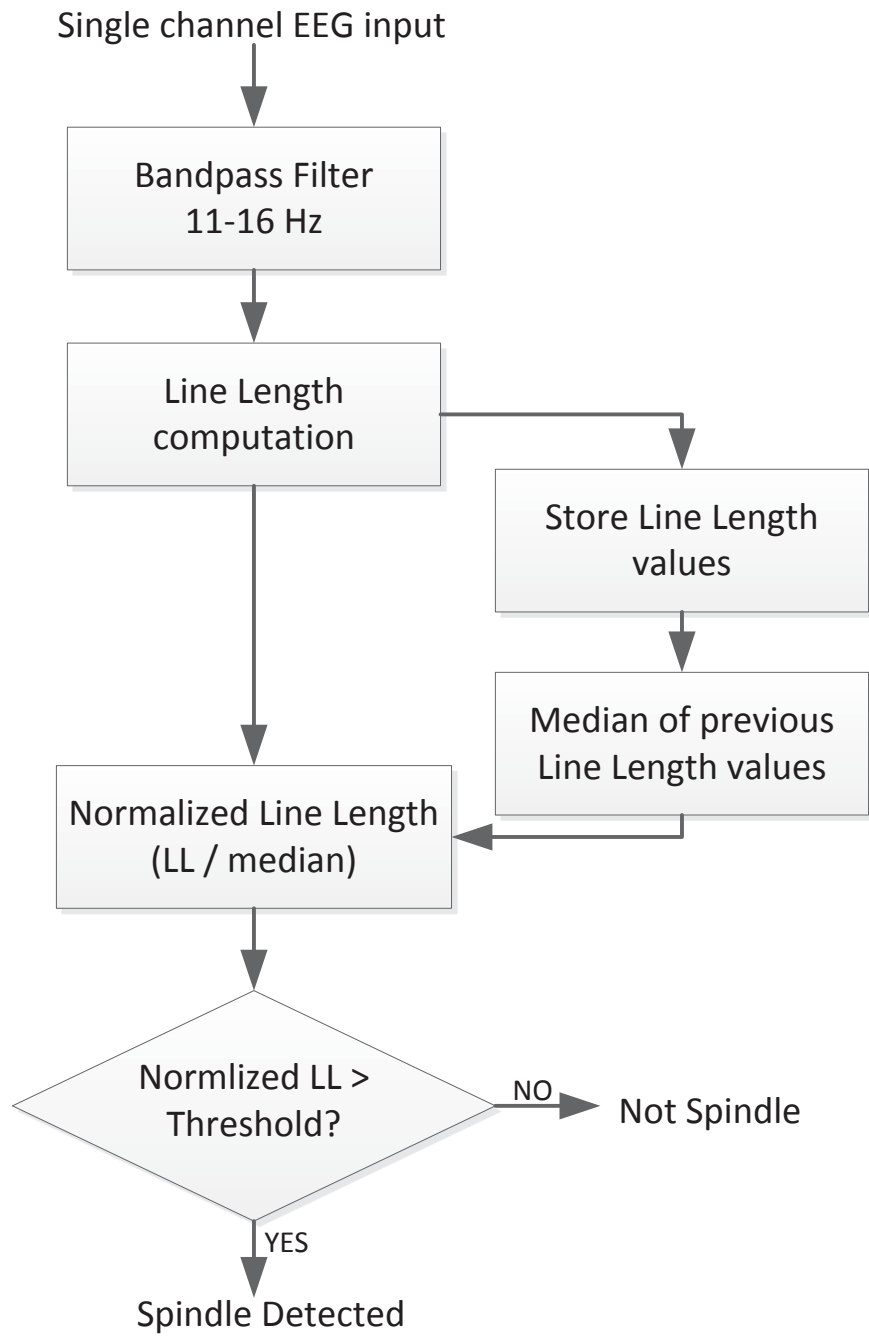 Single channel EEG input
Bandpass Filter
11-16 Hz
Line Length
computation
Store Line Length
values
Median of previous
Line Length values
Normalized Line Length
(LL / median)
Normlized LL >
Threshold?
NO
Not Spindle
YES
Spindle Detected